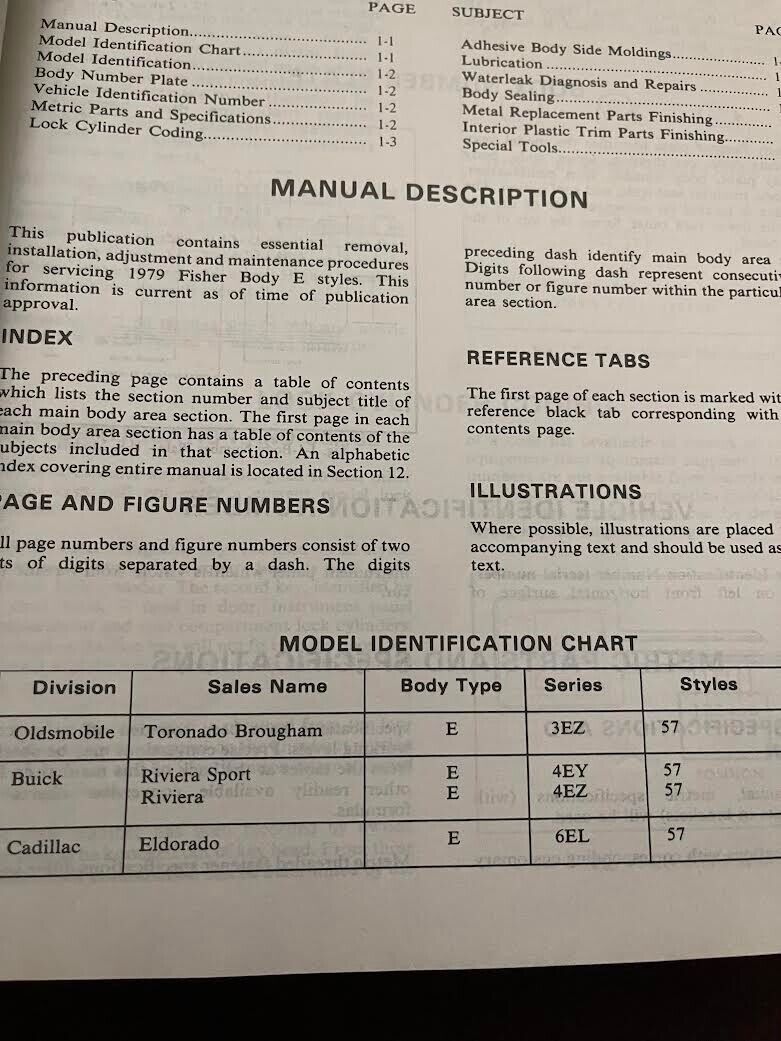 PAGE
Manual Description.......... 1-1
Model Identification Chart.......... 1-1
Model Identification.......... 1-2
Body Number Plate.......... 1-2
Vehicle Identification Number.......... 1-2
Metric Parts and Specifications.......... 1-2
Lock Cylinder Coding.......... 1-3
SUBJECT
Adhesive Body Side Moldings..........
Lubrication..........
Waterleak Diagnosis and Repairs..........
Body Sealing..........
Metal Replacement Parts Finishing..........
Interior Plastic Trim Parts Finishing..........
Special Tools..........
MANUAL DESCRIPTION
This publication contains essential removal,
installation, adjustment and maintenance procedures
for servicing 1979 Fisher Body E styles. This
information is current as of time of publication
approval.
INDEX
The preceding page contains a table of contents
which lists the section number and subject title of
each main body area section. The first page in each
main body area section has a table of contents of the
ubjects included in that section. An alphabetic
ndex covering entire manual is located in Section 12.
PAGE AND FIGURE NUMBERS
ll page numbers and figure numbers consist of two
ts of digits separated by a dash. The digits
preceding dash identify main body area
Digits following dash represent consecuti
number or figure number within the particul
area section.
REFERENCE TABS
The first page of each section is marked wit
reference black tab corresponding with
contents page.
ILLUSTRATIONS
Where possible, illustrations are placed
accompanying text and should be used as
text.
MODEL IDENTIFICATION CHART
Division Sales Name Body Type Series Styles
Oldsmobile Toronado Brougham E 3EZ 57
Buick Riviera Sport E 4EY 57
Riviera E 4EZ 57
Cadillac Eldorado E 6EL 57